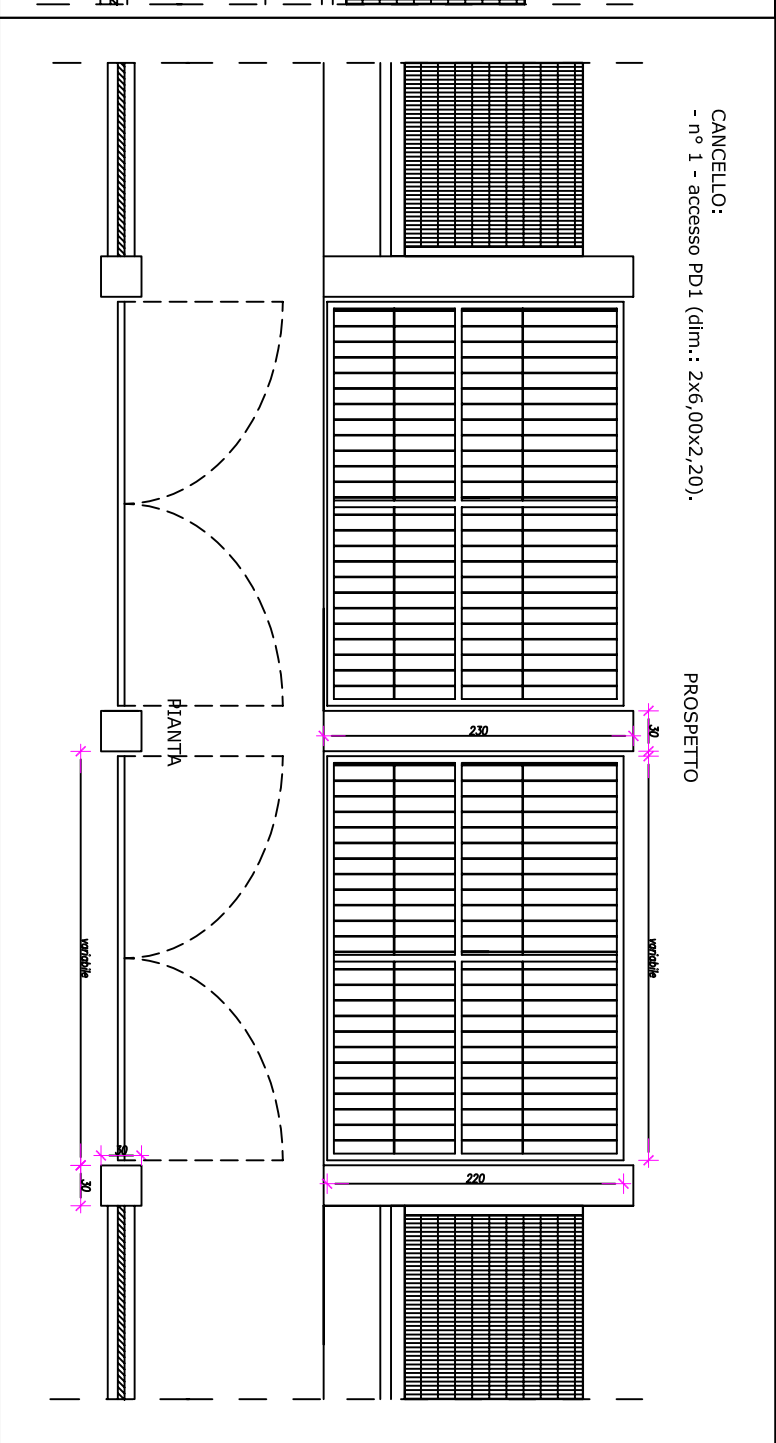 CANCELLO:
- n° 1 - accesso PD1 (dim.: 2x6,00x2,20).
PROSPETTO
30
variabile
230
220
PIANTA
variabile
30
30